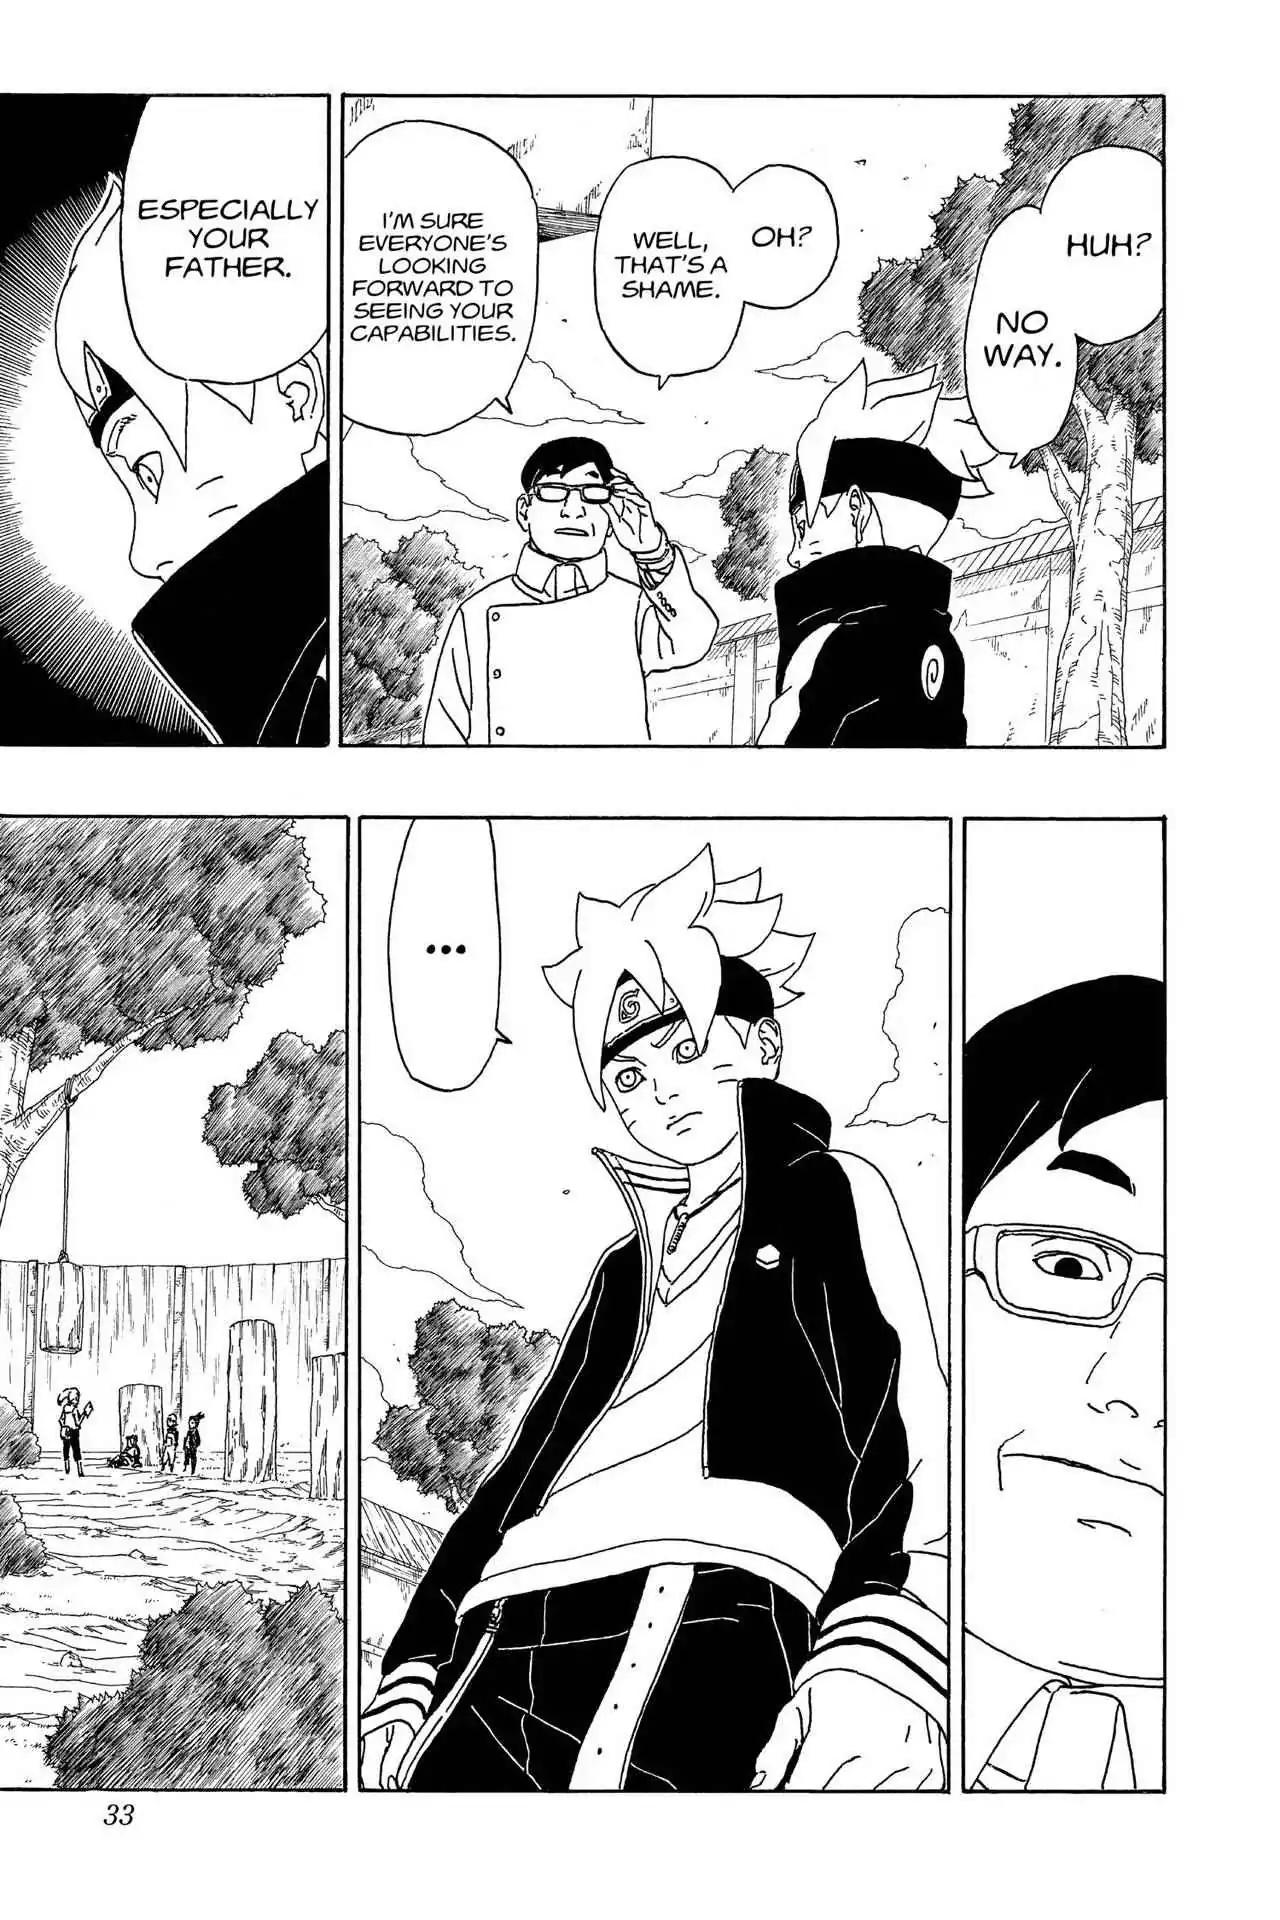 HUH?
NO
WAY.
OH?
WELL,
THAT'S A
SHAME.
I'M SURE
EVERYONE'S
LOOKING
FORWARD TO
SEEING YOUR
CAPABILITIES.
ESPECIALLY
YOUR
FATHER.
...
33